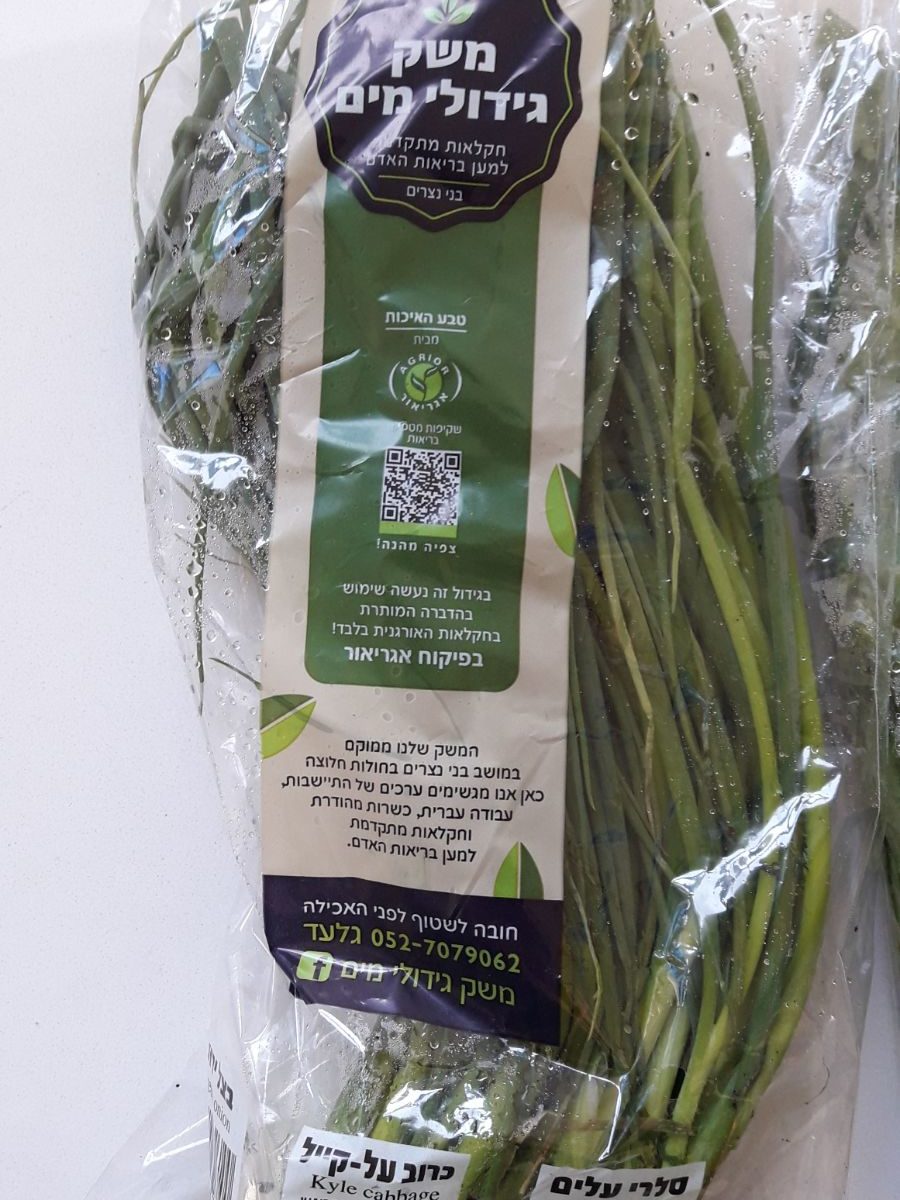 משק
גידולי מים
חקלאות מתקדמת
למען בריאות האדם
בני נצרים
טבע האיכות
מבית
AGRIOR
אגריאור
שקיפות
בריאות
צפיה מהנה!
בגידול זה נעשה שימוש
בהדברה המותרת
בחקלאות האורגנית בלבד!
בפיקוח אגריאור
המשק שלנו ממוקם
במושב בני נצרים בחולות חלוצה
כאן אנו מגשימים ערכים של התיישבות,
עבודה עברית, כשרות מהודרת
וחקלאות מתקדמת
למען בריאות האדם.
חובה לשטוף לפני האכילה
052-7079062 גלעד
משק גידולי מים f
onion
כרוב על-קייל
Kyle cabbage
סלרי עלים